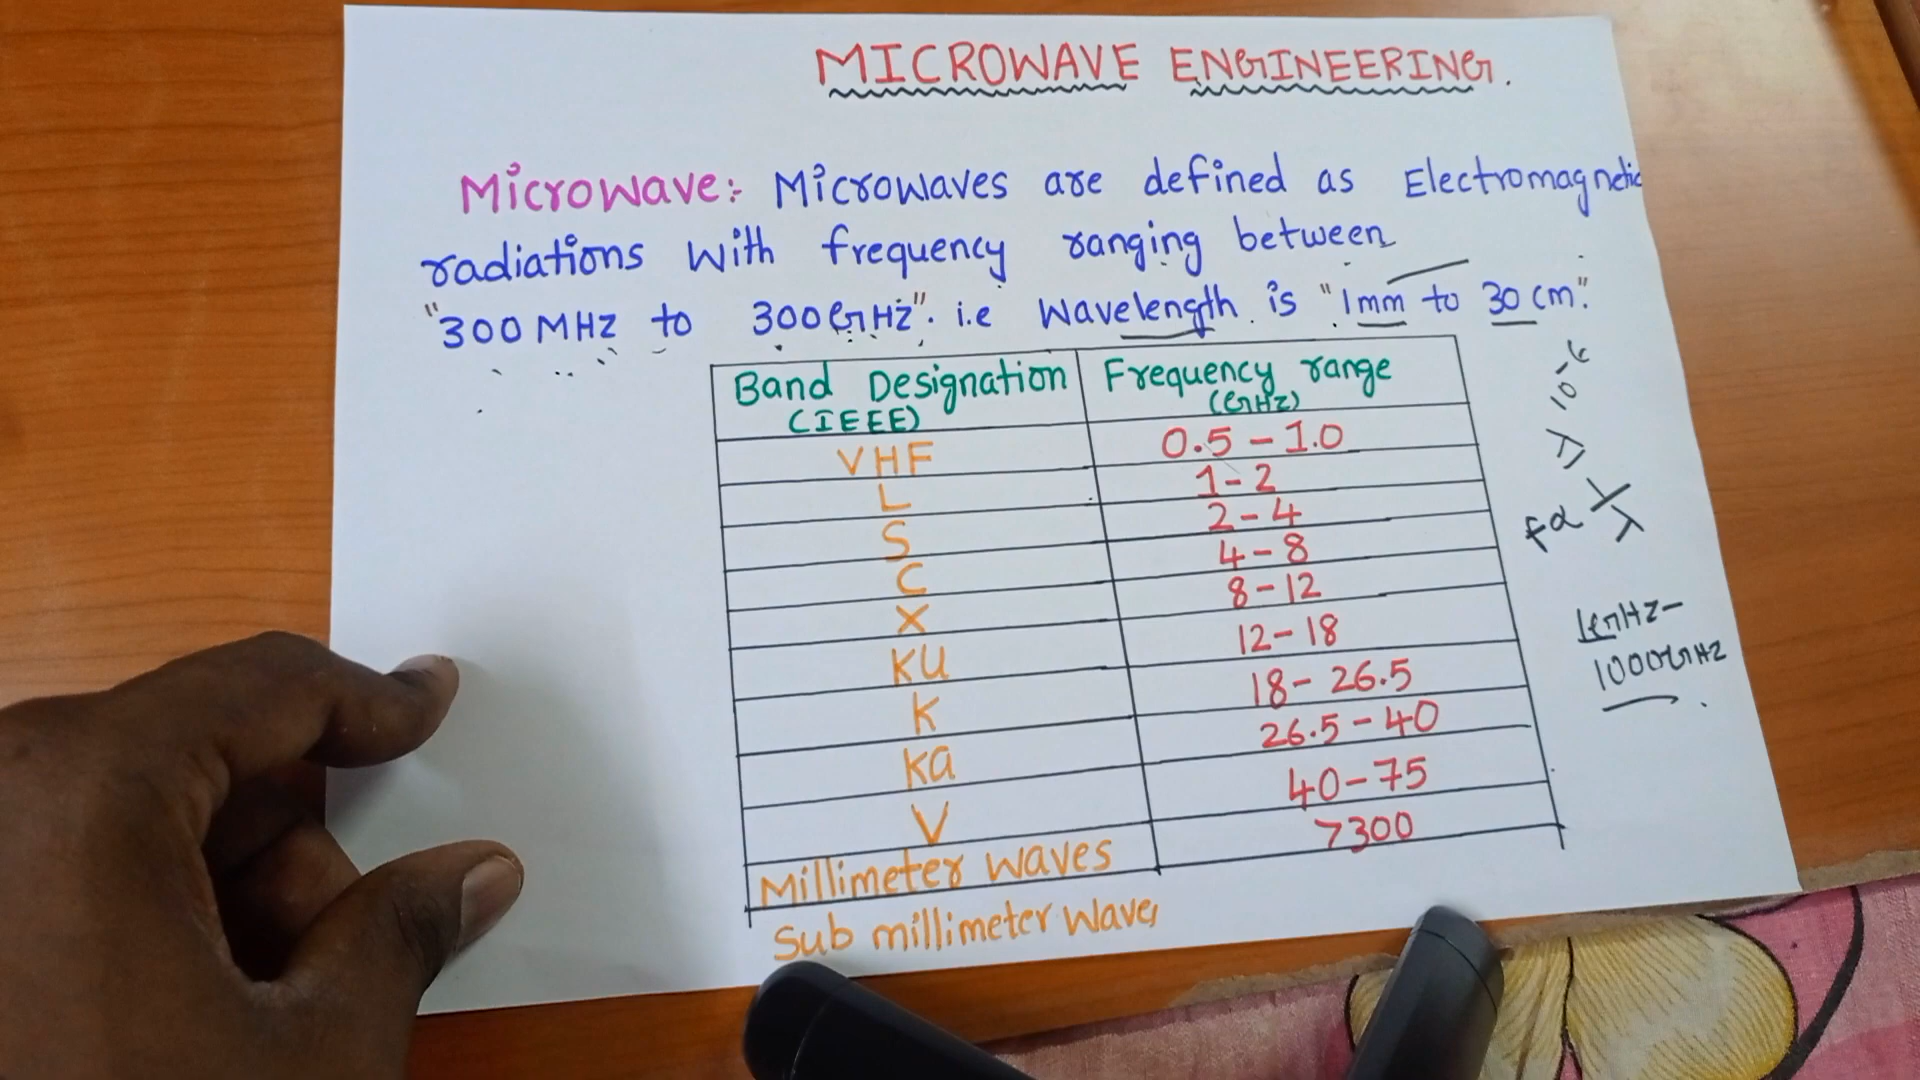 MICROWAVE ENGINEERING.
Microwave:- Microwaves are defined as Electromagnetic
radiations With frequency ranging between
"300 MHZ to 300GHZ". i.e Wavelength is "1mm to 30 cm".
Band Designation Frequency range
(IEEE) (GHZ)
VHF 0.5 – 1.0
L 1 – 2
S 2 – 4
C 4 – 8
X 8 – 12
KU 12 – 18
K 18 – 26.5
Ka 26.5 – 40
V 40 – 75
Millimeter waves >300
Sub millimeter Waves
f α 1/λ
1GHZ –
1000GHZ